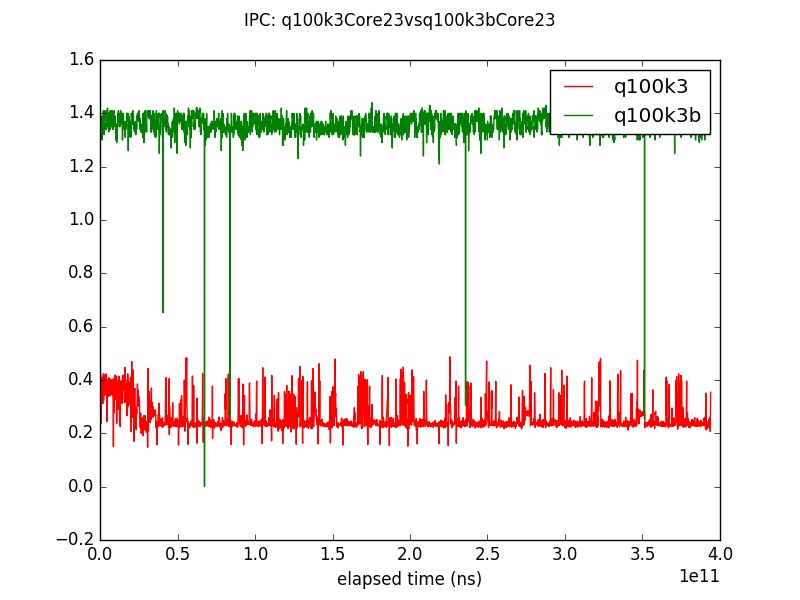 IPC: q100k3Core23vsq100k3bCore23
q100k3
q100k3b
1.6
1.4
1.2
1.0
0.8
0.6
0.4
0.2
0.0
−0.2
0.0 0.5 1.0 1.5 2.0 2.5 3.0 3.5 4.0
1e11
elapsed time (ns)